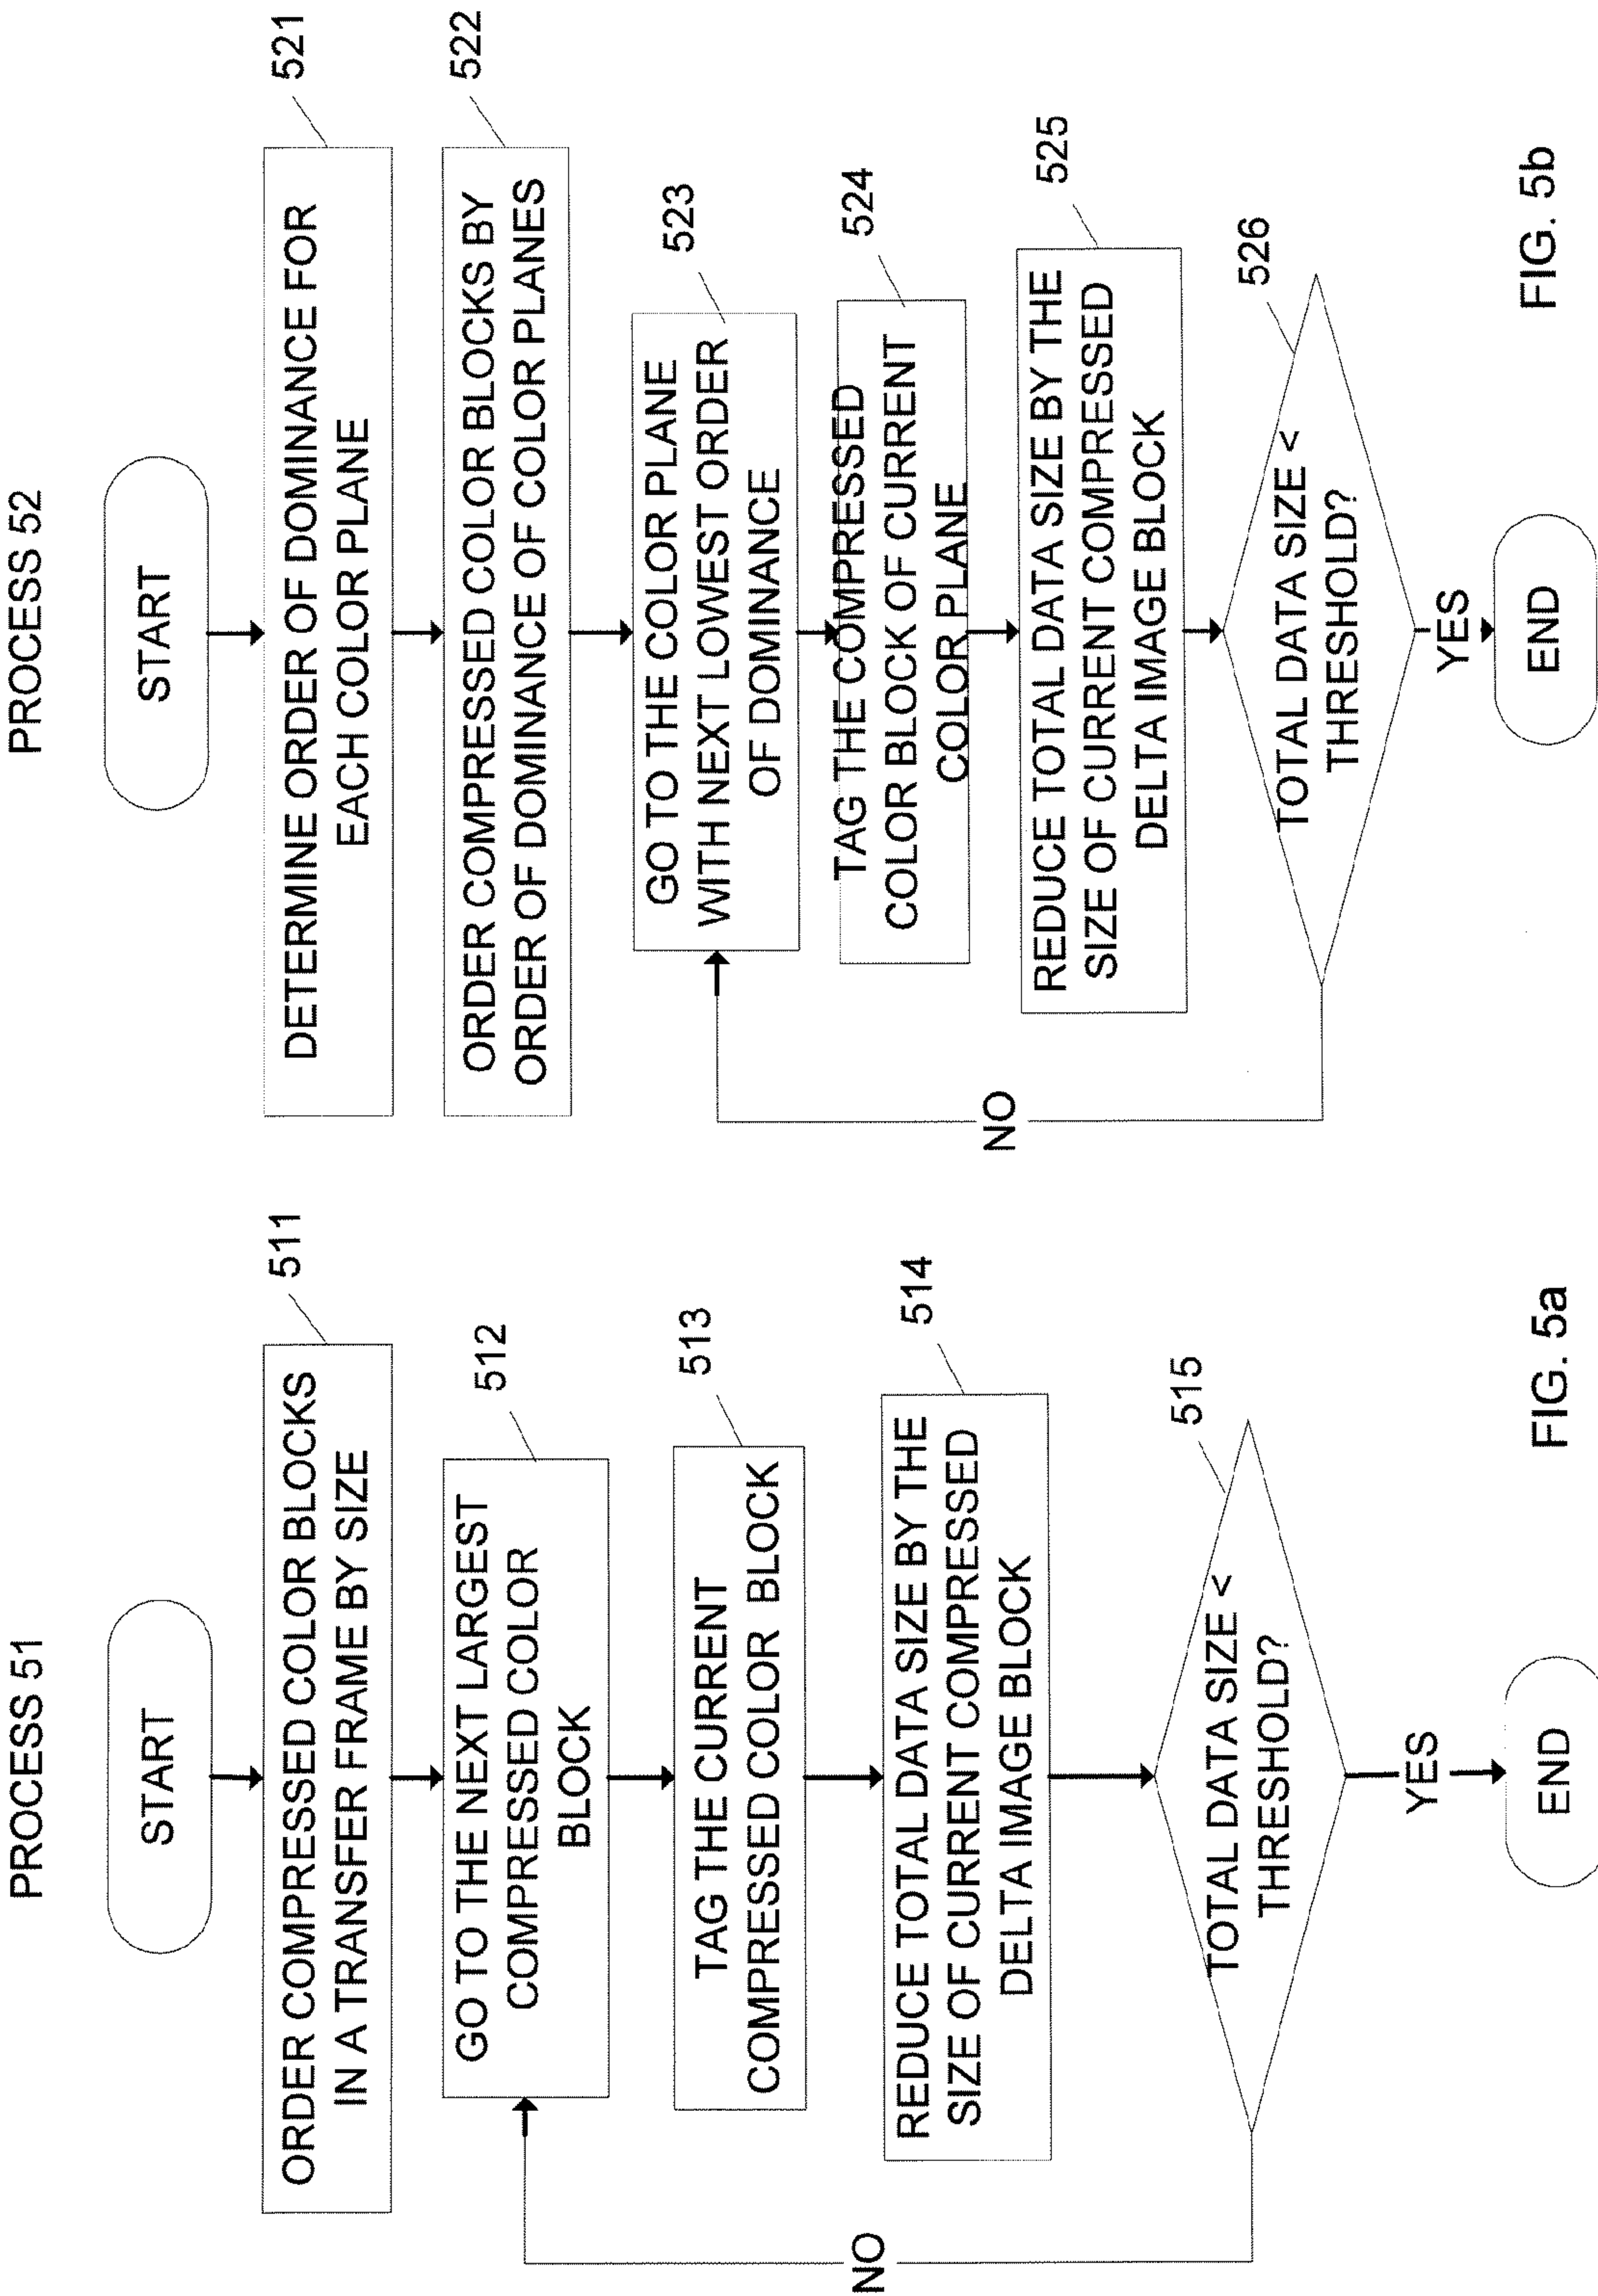 PROCESS 51
START
ORDER COMPRESSED COLOR BLOCKS
IN A TRANSFER FRAME BY SIZE
511
GO TO THE NEXT LARGEST
COMPRESSED COLOR
BLOCK
512
TAG THE CURRENT
COMPRESSED COLOR BLOCK
513
REDUCE TOTAL DATA SIZE BY THE
SIZE OF CURRENT COMPRESSED
DELTA IMAGE BLOCK
514
TOTAL DATA SIZE <
THRESHOLD?
515
NO
YES
END
FIG. 5a
PROCESS 52
START
DETERMINE ORDER OF DOMINANCE FOR
EACH COLOR PLANE
521
ORDER COMPRESSED COLOR BLOCKS BY
ORDER OF DOMINANCE OF COLOR PLANES
522
GO TO THE COLOR PLANE
WITH NEXT LOWEST ORDER
OF DOMINANCE
523
TAG THE COMPRESSED
COLOR BLOCK OF CURRENT
COLOR PLANE
524
REDUCE TOTAL DATA SIZE BY THE
SIZE OF CURRENT COMPRESSED
DELTA IMAGE BLOCK
525
TOTAL DATA SIZE <
THRESHOLD?
526
NO
YES
END
FIG. 5b